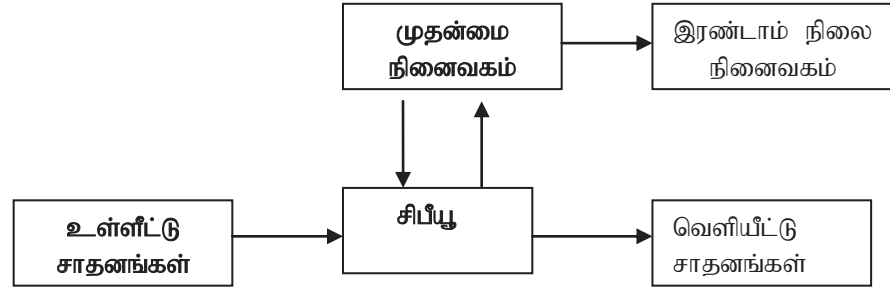 முதன்மை
நினைவகம்
இரண்டாம் நிலை
நினைவகம்
உள்ளீட்டு
சாதனங்கள்
சிபீயூ
வெளியீட்டு
சாதனங்கள்